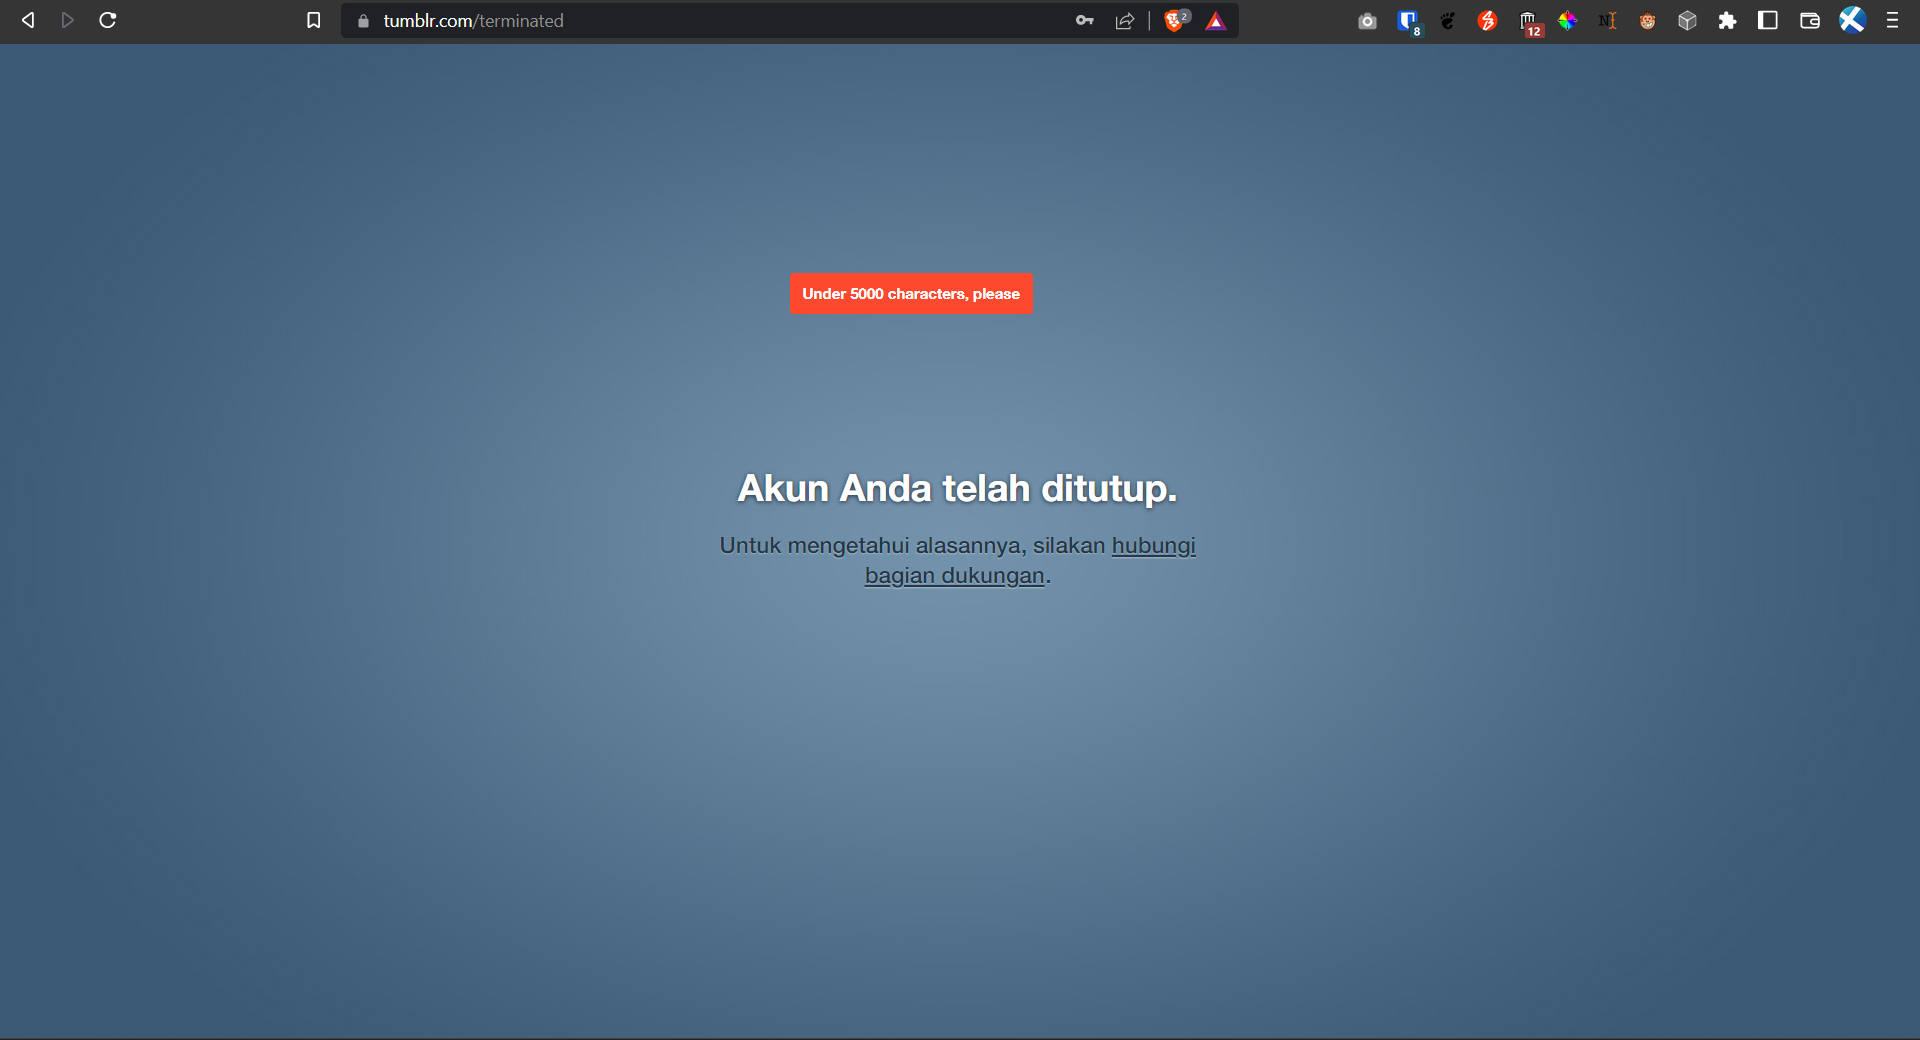 tumblr.com/terminated
2
8
12
Under 5000 characters, please
Akun Anda telah ditutup.
Untuk mengetahui alasannya, silakan hubungi
bagian dukungan.